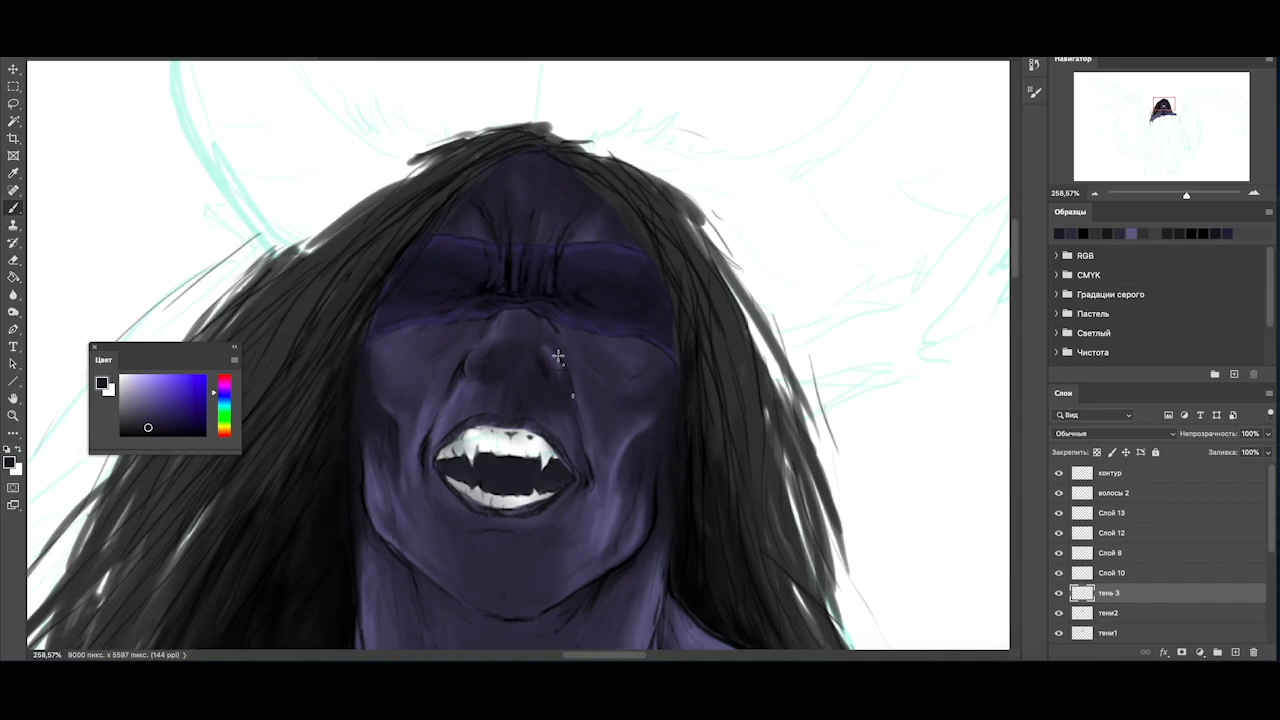 Навигатор
258,57%
Образцы
RGB
CMYK
Градации серого
Пастель
Светлый
Чистота
Цвет
Слои
Вид
Обычные
Непрозрачность: 100%
Закрепить:
Заливка: 100%
контур
волосы 2
Слой 13
Слой 12
Слой 8
Слой 10
тень 3
тени2
тени1
258,57%
9000 пикс. x 5597 пикс. (144 ppi)